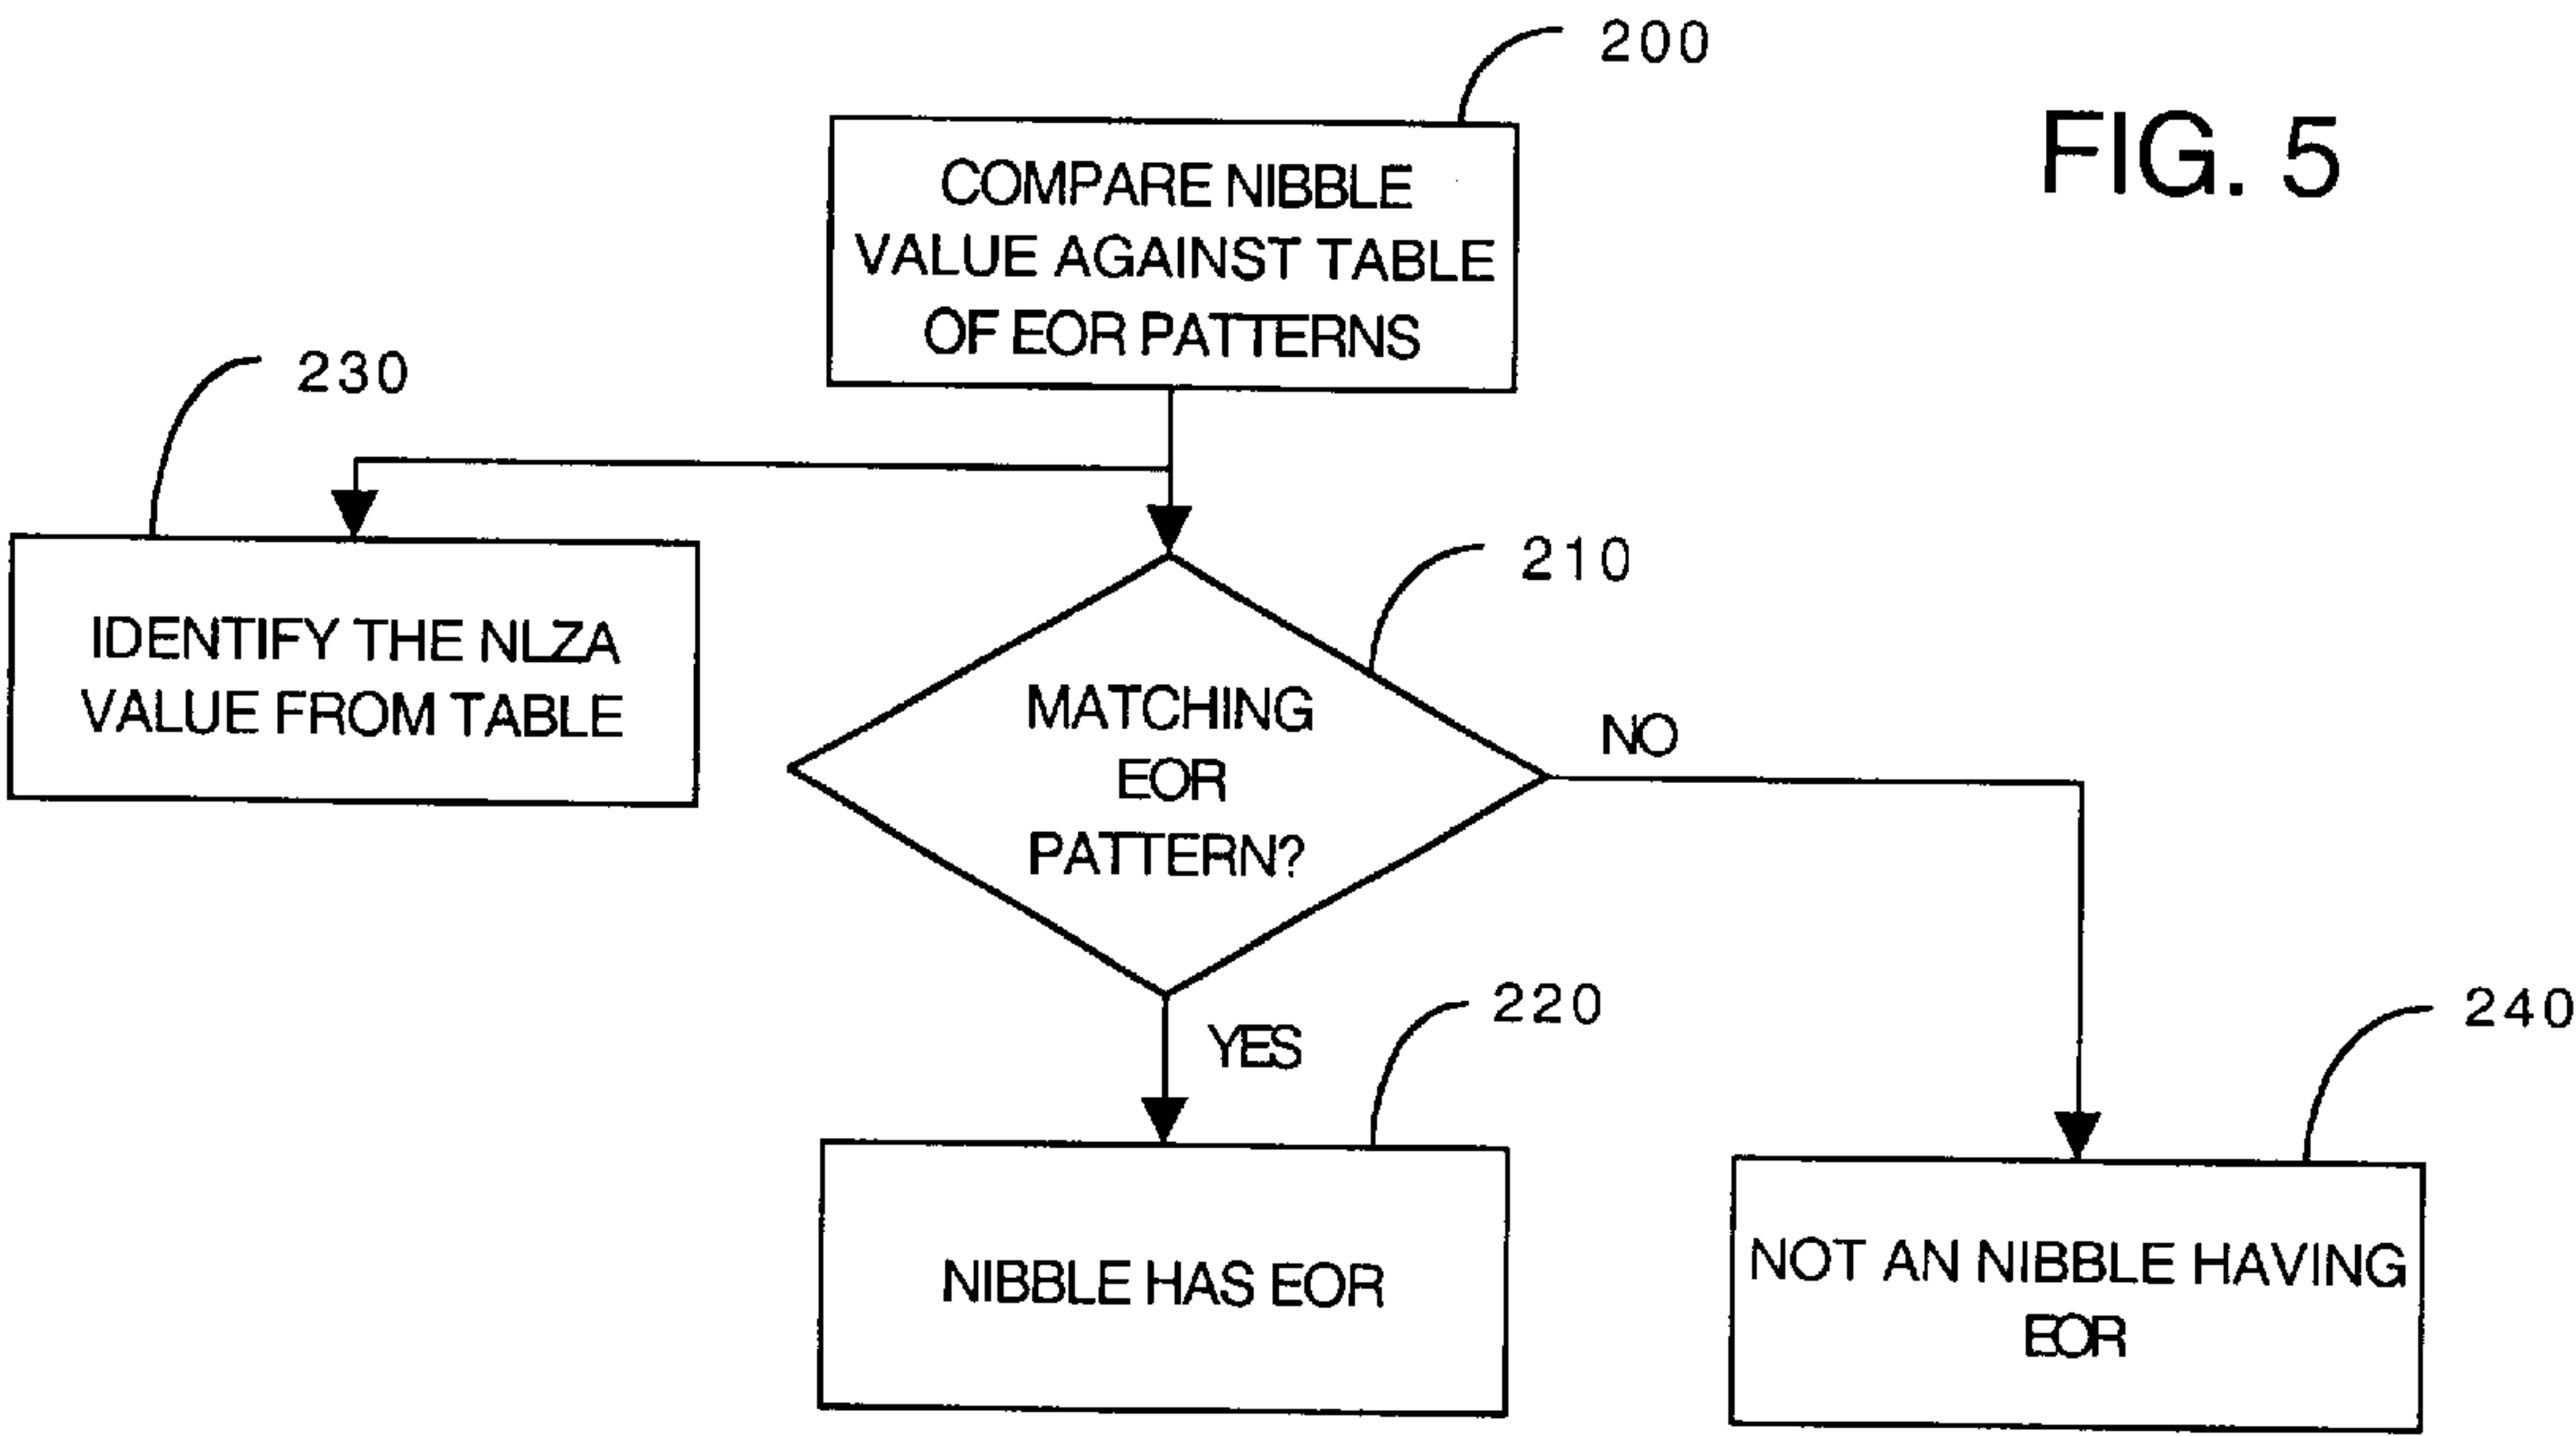 200
FIG. 5
COMPARE NIBBLE
VALUE AGAINST TABLE
OF EOR PATTERNS
230
IDENTIFY THE NLZA
VALUE FROM TABLE
210
MATCHING
EOR
PATTERN?
NO
YES
220
NIBBLE HAS EOR
240
NOT AN NIBBLE HAVING
EOR